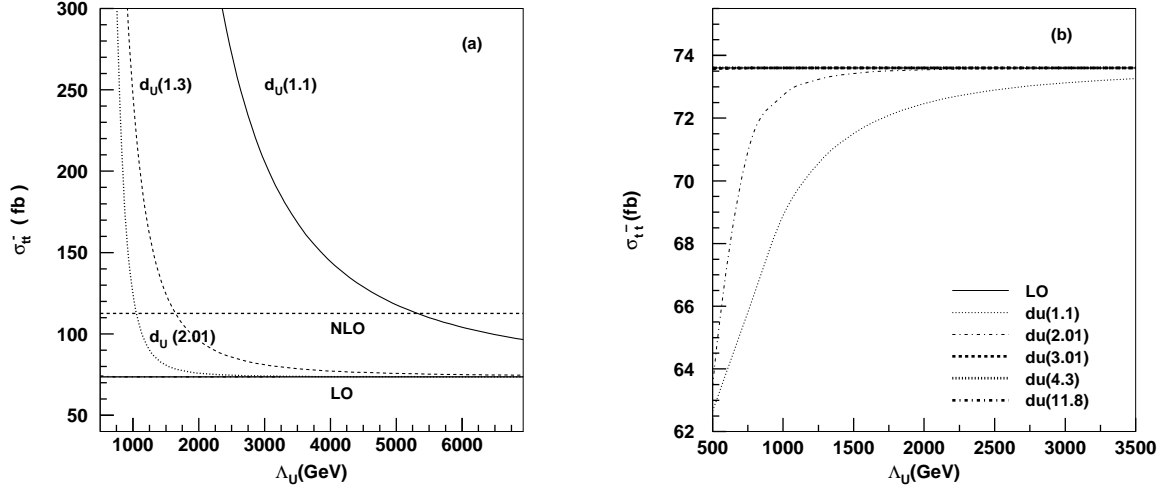 300
250
200
150
100
50
(a)
d_U(1.3)
d_U(1.1)
NLO
d_U (2.01)
LO
σ_tt̄ ( fb )
1000 2000 3000 4000 5000 6000
Λ_U(GeV)
74
72
70
68
66
64
62
(b)
σ_tt̄(fb)
LO
du(1.1)
du(2.01)
du(3.01)
du(4.3)
du(11.8)
500 1000 1500 2000 2500 3000 3500
Λ_U(GeV)